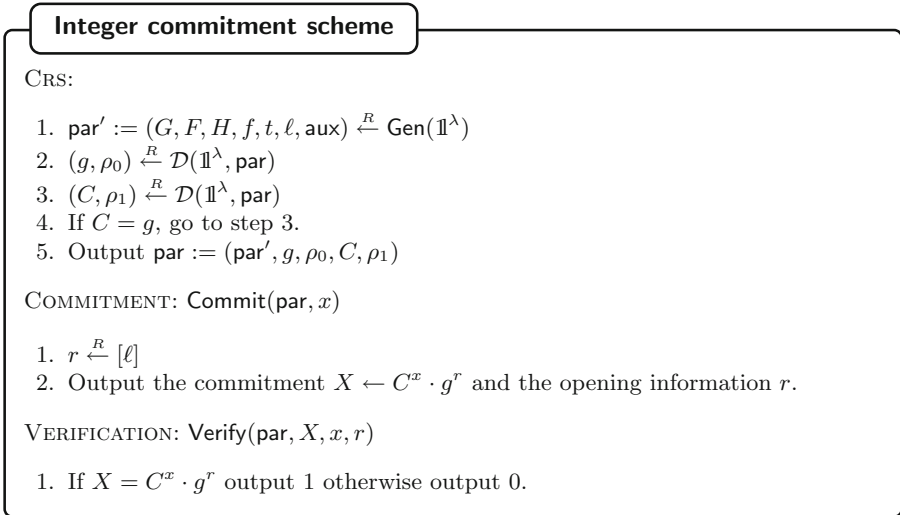 Integer commitment scheme
CRS:
1. par′ := (G, F, H, f, t, ℓ, aux) ←R Gen(𝟙^λ)
2. (g, ρ₀) ←R 𝒟(𝟙^λ, par)
3. (C, ρ₁) ←R 𝒟(𝟙^λ, par)
4. If C = g, go to step 3.
5. Output par := (par′, g, ρ₀, C, ρ₁)
COMMITMENT: Commit(par, x)
1. r ←R [ℓ]
2. Output the commitment X ← C^x · g^r and the opening information r.
VERIFICATION: Verify(par, X, x, r)
1. If X = C^x · g^r output 1 otherwise output 0.